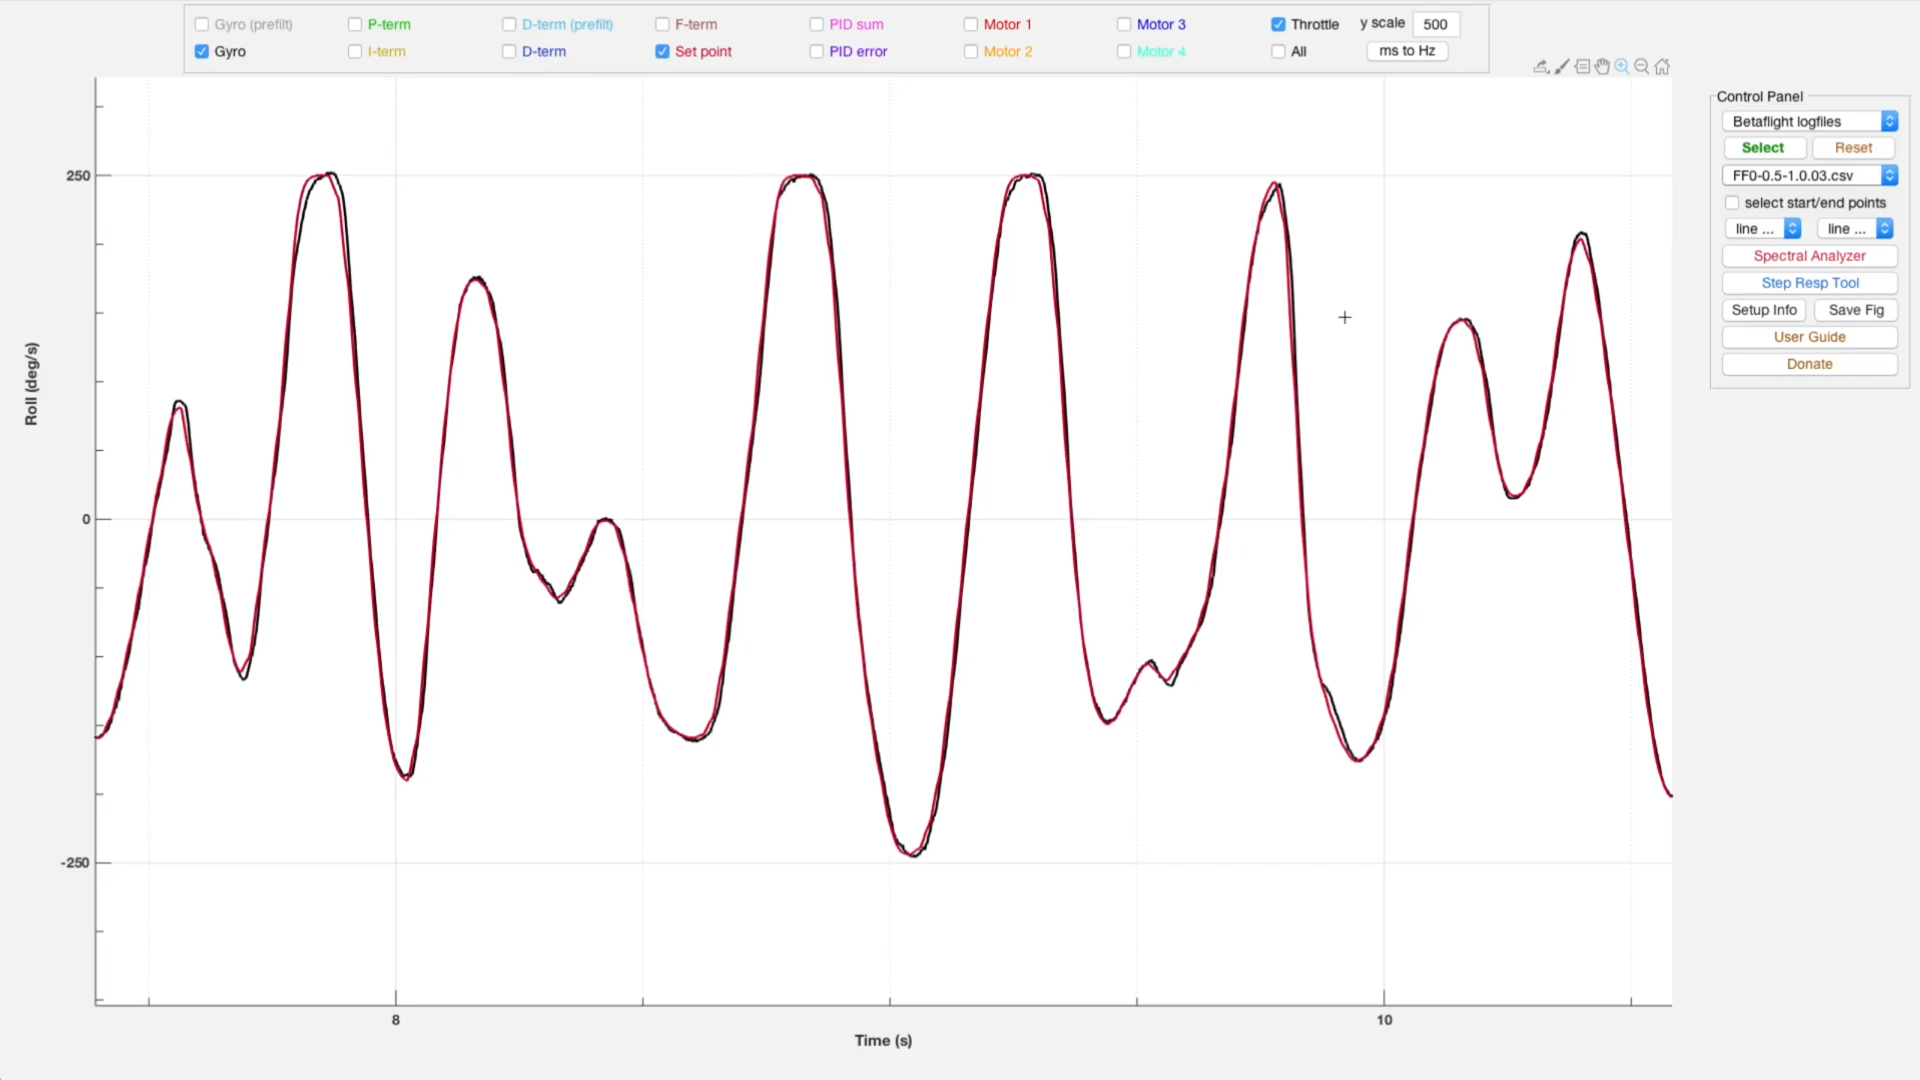 Gyro (prefilt) P-term D-term (prefilt) F-term PID sum Motor 1 Motor 3 Throttle y scale 500
Gyro I-term D-term Set point PID error Motor 2 Motor 4 All ms to Hz
Control Panel
Betaflight logfiles
Select Reset
FF0-0.5-1.0.03.csv
select start/end points
line ... line ...
Spectral Analyzer
Step Resp Tool
Setup Info Save Fig
User Guide
Donate
250
0
-250
Roll (deg/s)
8 10
Time (s)